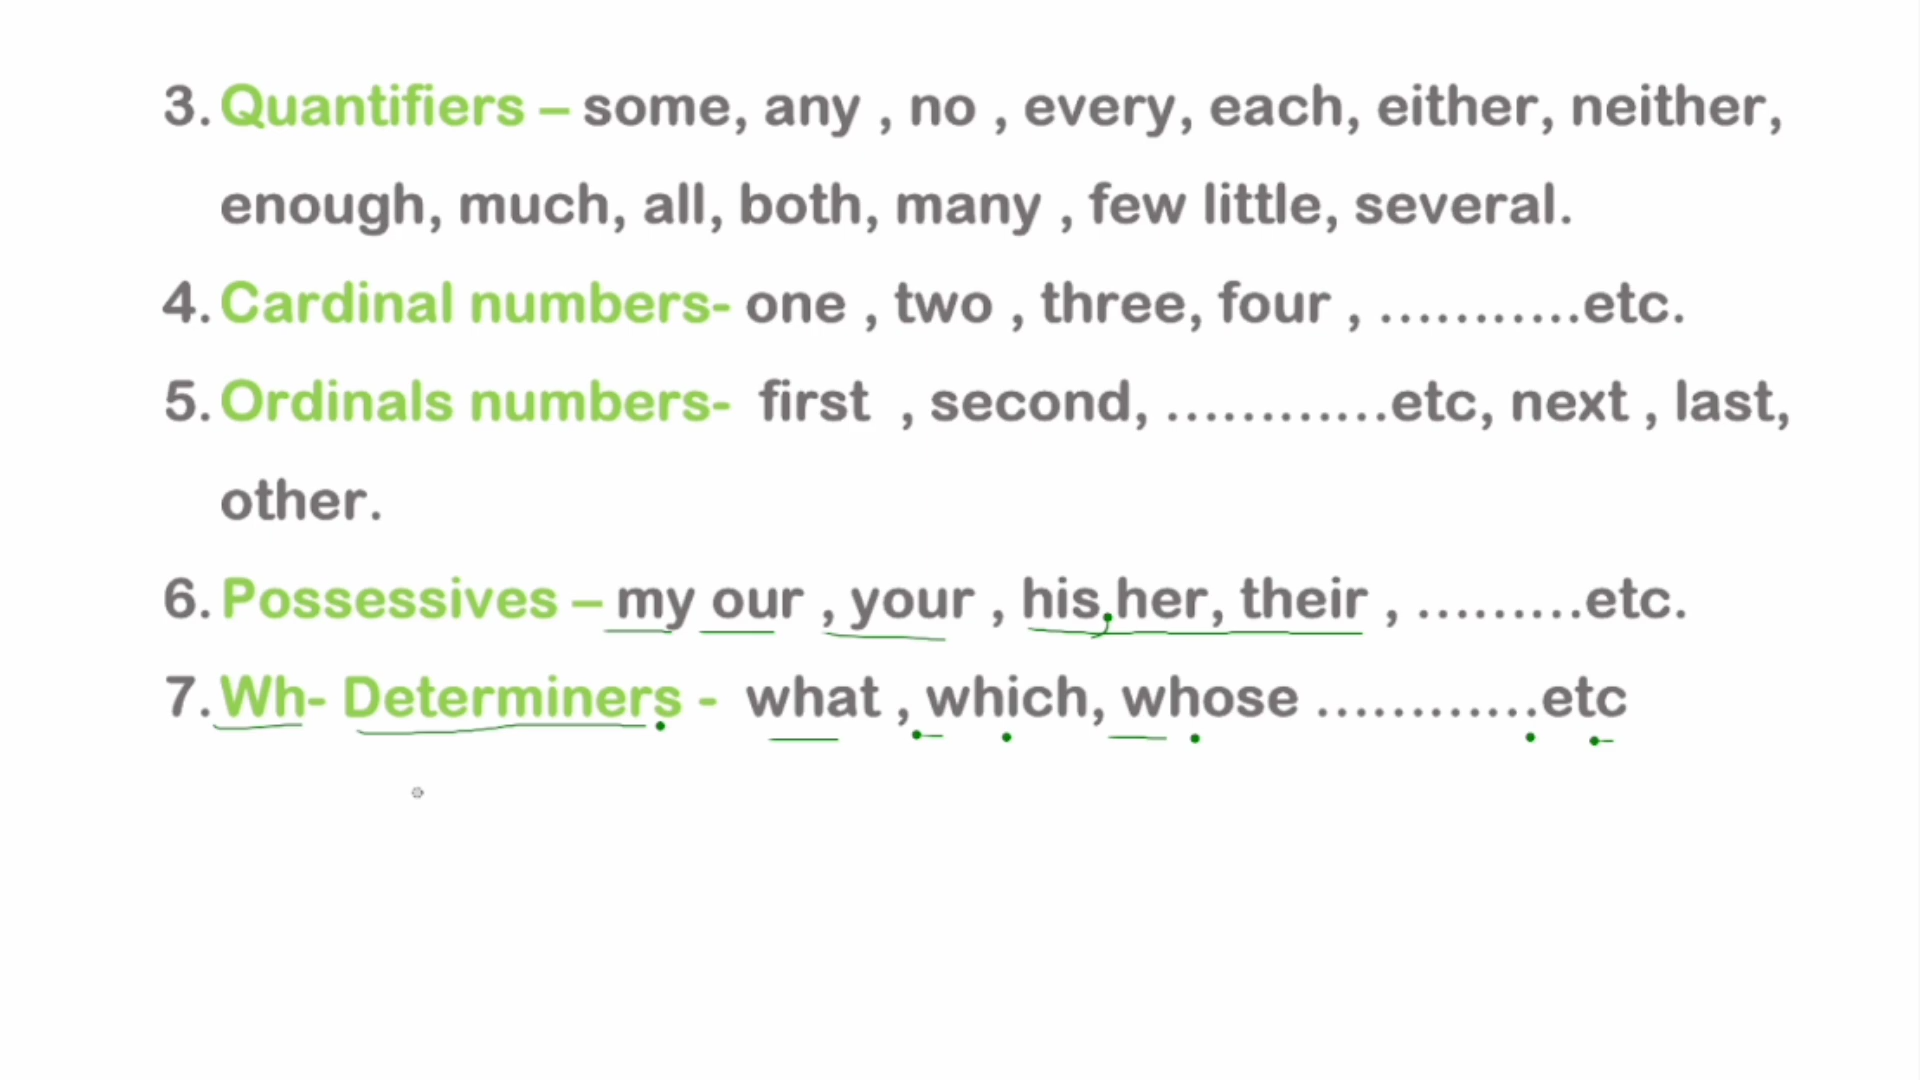 3. Quantifiers – some, any , no , every, each, either, neither,
enough, much, all, both, many , few little, several.
4. Cardinal numbers- one , two , three, four , ...........etc.
5. Ordinals numbers- first , second, ............etc, next , last,
other.
6. Possessives – my our , your , his,her, their , .........etc.
7. Wh- Determiners - what , which, whose ............etc